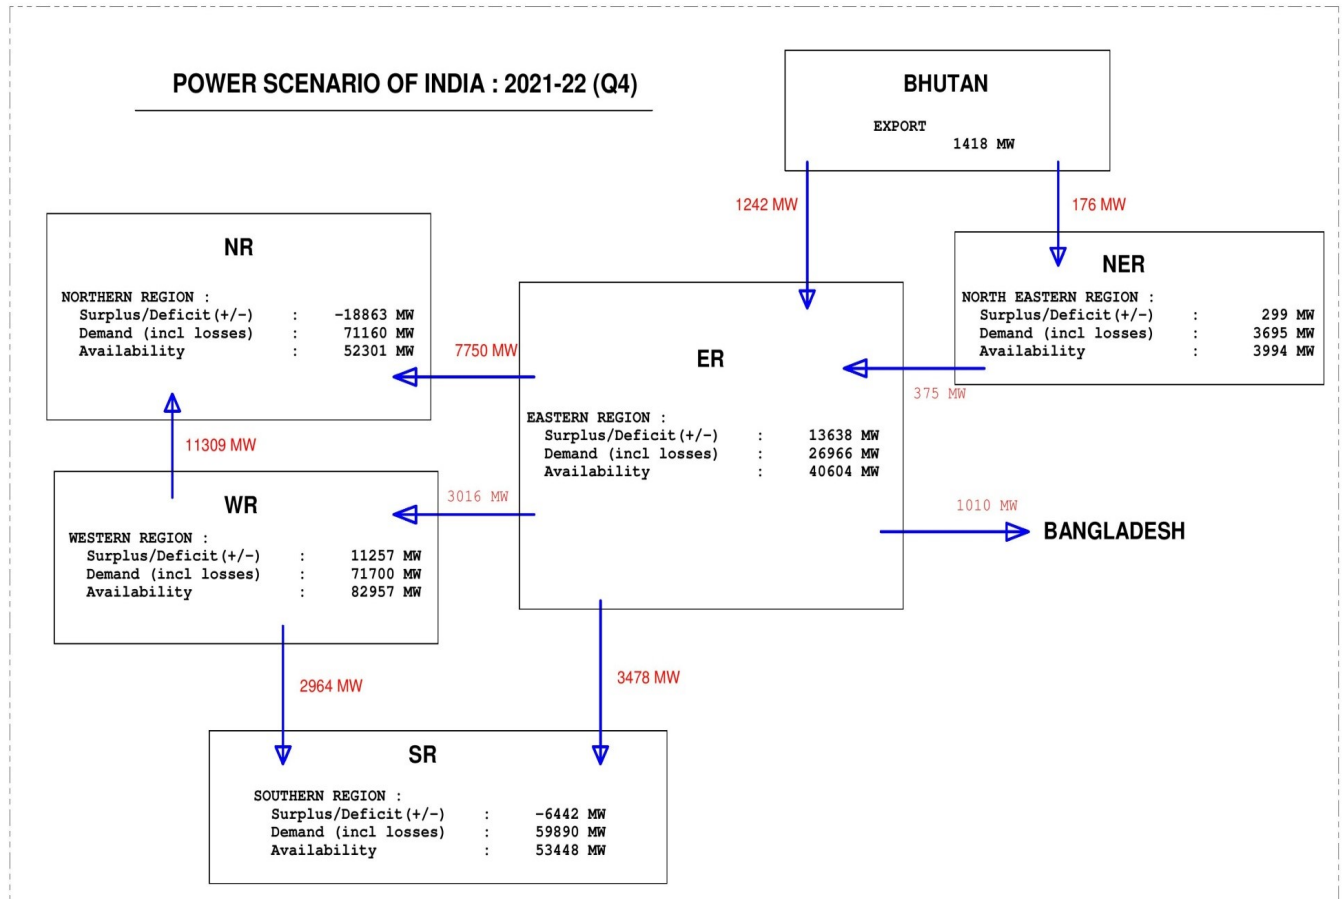 POWER SCENARIO OF INDIA : 2021-22 (Q4)
BHUTAN
EXPORT
1418 MW
1242 MW
176 MW
NR
NORTHERN REGION :
Surplus/Deficit(+/-) : -18863 MW
Demand (incl losses) : 71160 MW
Availability : 52301 MW
NER
NORTH EASTERN REGION :
Surplus/Deficit(+/-) : 299 MW
Demand (incl losses) : 3695 MW
Availability : 3994 MW
7750 MW
ER
375 MW
EASTERN REGION :
Surplus/Deficit(+/-) : 13638 MW
Demand (incl losses) : 26966 MW
Availability : 40604 MW
11309 MW
3016 MW
1010 MW
BANGLADESH
WR
WESTERN REGION :
Surplus/Deficit(+/-) : 11257 MW
Demand (incl losses) : 71700 MW
Availability : 82957 MW
2964 MW
3478 MW
SR
SOUTHERN REGION :
Surplus/Deficit(+/-) : -6442 MW
Demand (incl losses) : 59890 MW
Availability : 53448 MW